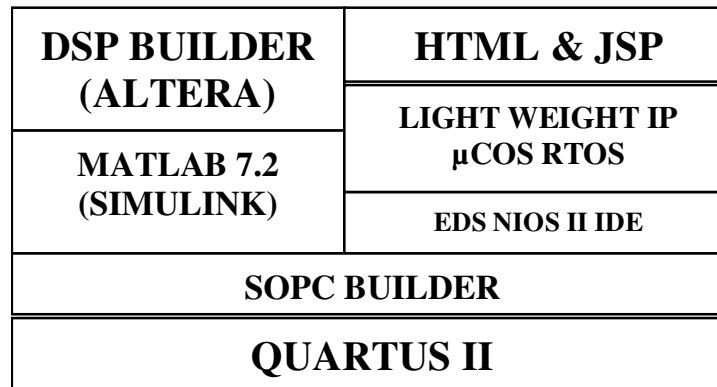 DSP BUILDER
(ALTERA)
MATLAB 7.2
(SIMULINK)
HTML & JSP
LIGHT WEIGHT IP
µCOS RTOS
EDS NIOS II IDE
SOPC BUILDER
QUARTUS II